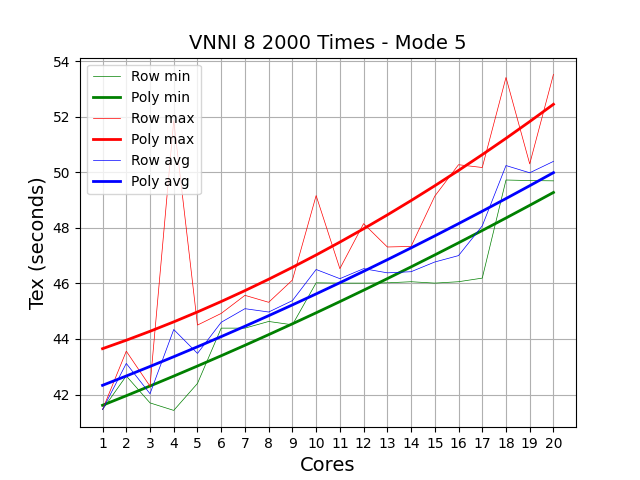 VNNI 8 2000 Times - Mode 5
54
52
50
48
46
44
42
Tex (seconds)
Row min
Poly min
Row max
Poly max
Row avg
Poly avg
1 2 3 4 5 6 7 8 9 10 11 12 13 14 15 16 17 18 19 20
Cores